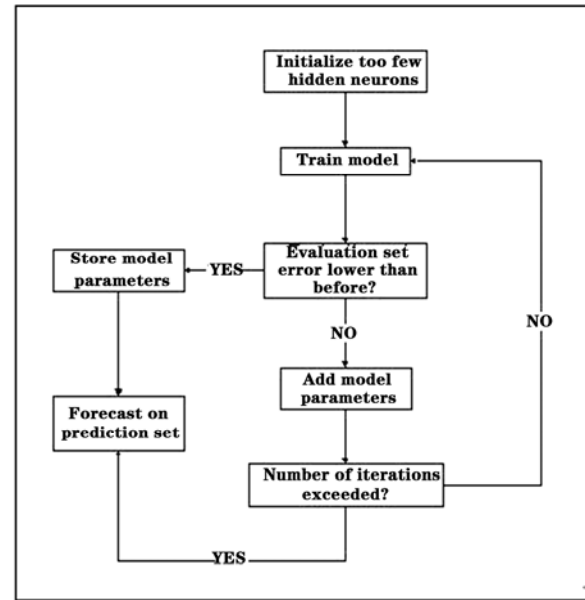 Initialize too few
hidden neurons
Train model
Evaluation set
error lower than
before?
YES
Store model
parameters
NO
NO
Add model
parameters
Forecast on
prediction set
Number of iterations
exceeded?
YES